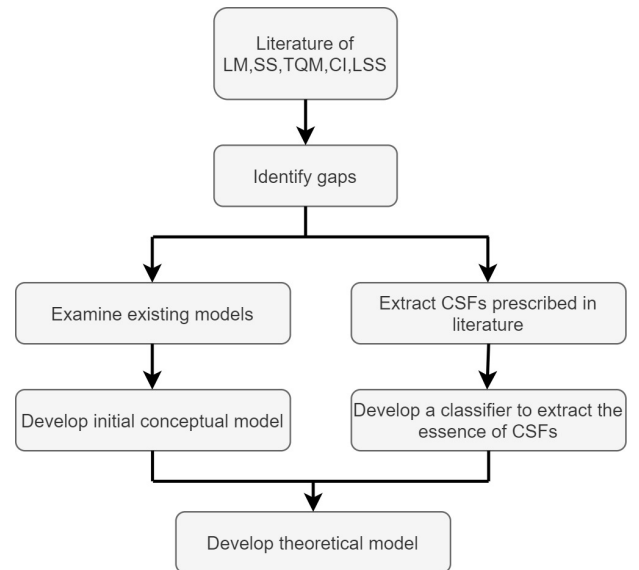 Literature of
LM,SS,TQM,CI,LSS
Identify gaps
Examine existing models
Extract CSFs prescribed in
literature
Develop initial conceptual model
Develop a classifier to extract the
essence of CSFs
Develop theoretical model